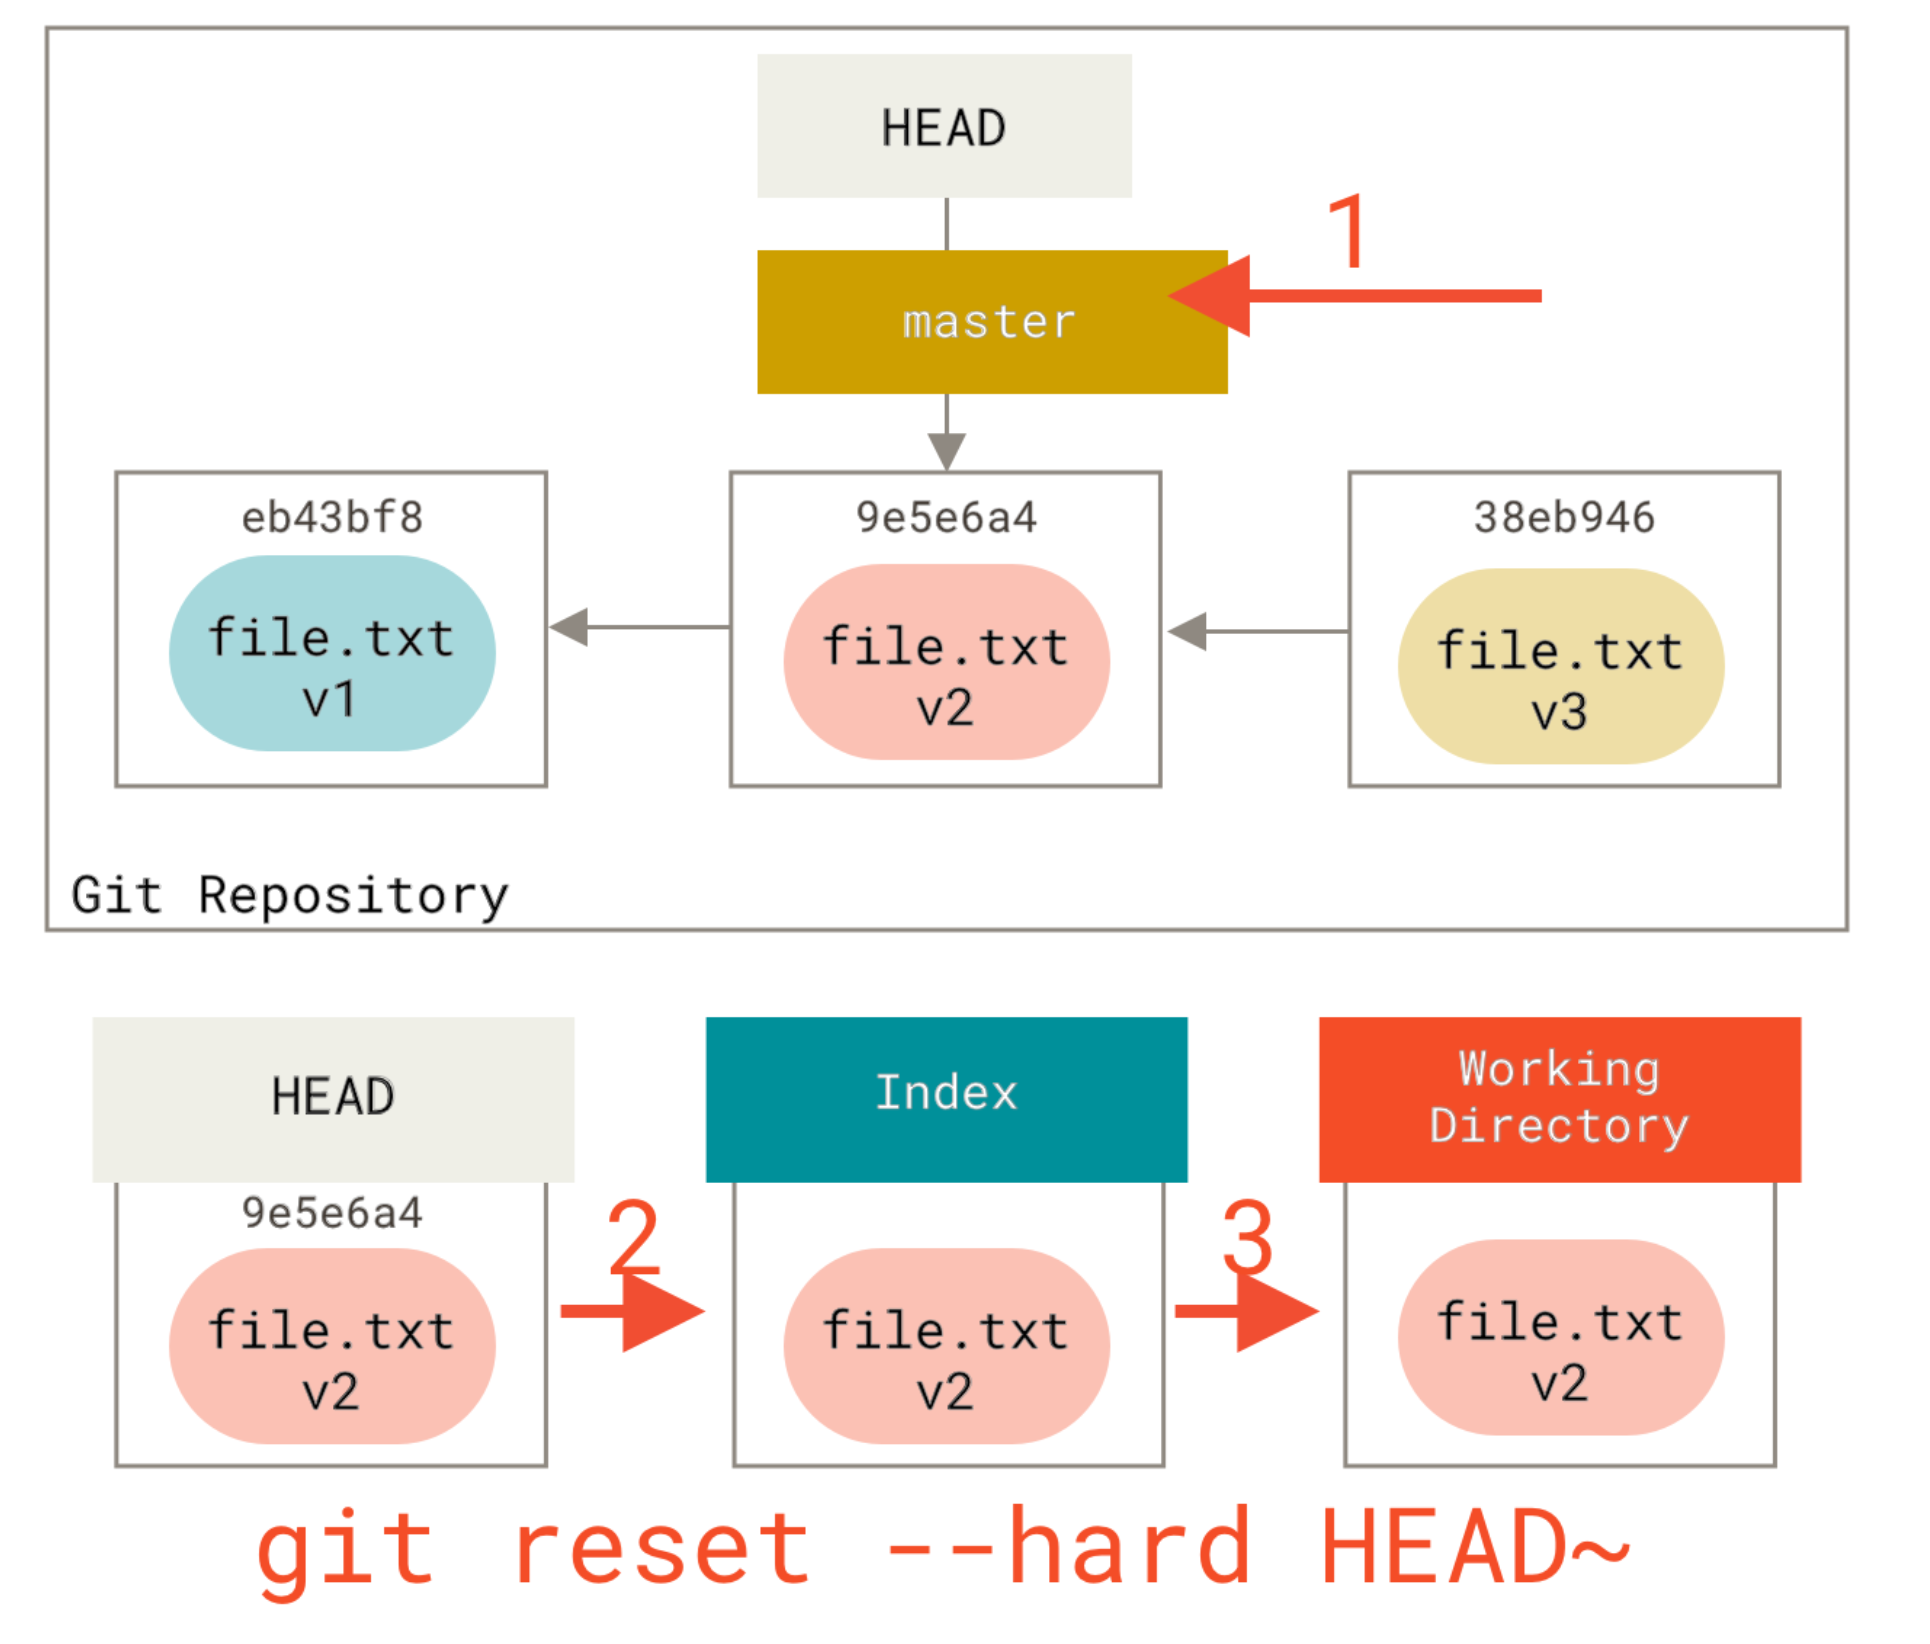 HEAD
1
master
eb43bf8
9e5e6a4
38eb946
file.txt
v1
file.txt
v2
file.txt
v3
Git Repository
HEAD
Index
Working
Directory
9e5e6a4
2
3
file.txt
v2
file.txt
v2
file.txt
v2
git reset --hard HEAD~